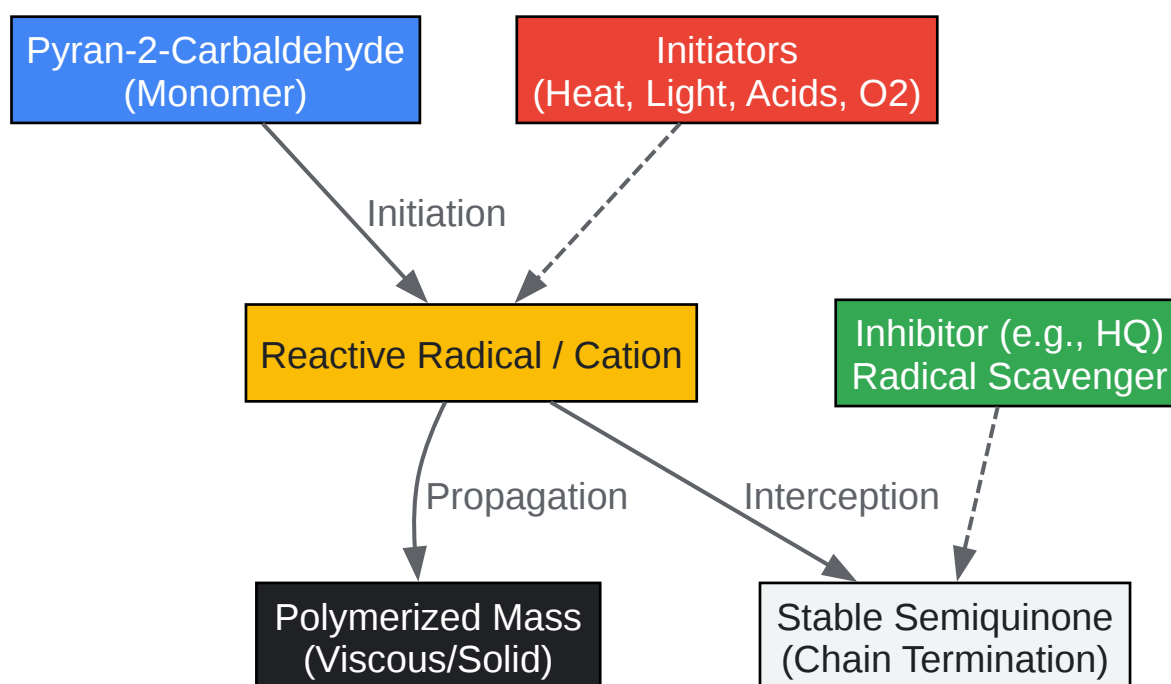 Pyran-2-Carbaldehyde
(Monomer)
Initiators
(Heat, Light, Acids, O2)
Initiation
Reactive Radical / Cation
Inhibitor (e.g., HQ)
Radical Scavenger
Propagation
Interception
Polymerized Mass
(Viscous/Solid)
Stable Semiquinone
(Chain Termination)